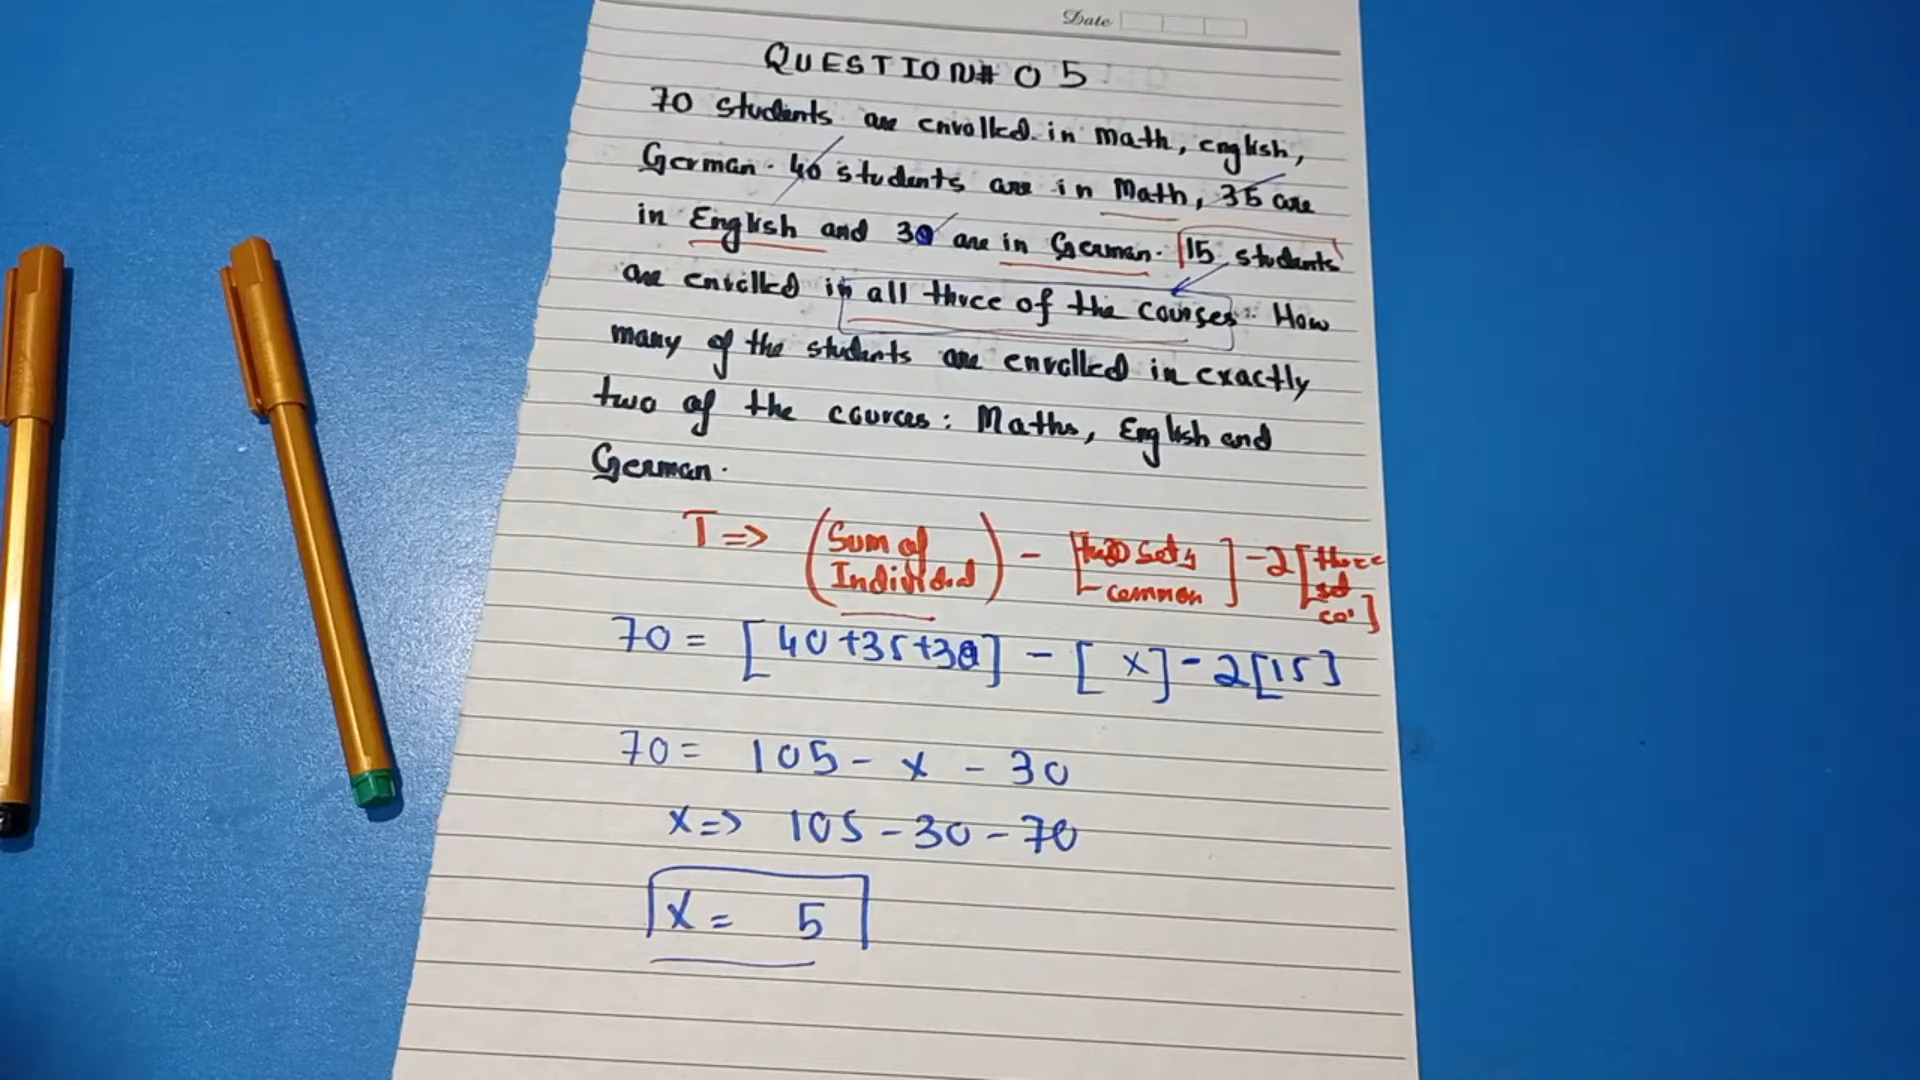 Date
QUESTION# 05
70 students are enrolled in math, english,
German. 40 students are in Math, 35 are
in English and 30 are in German. 15 students
are enrolled in all three of the courses. How
many of the students are enrolled in exactly
two of the cources: Maths, English and
German.
T => (Sum of Individual) - [two sets common] - 2 [three set co.]
70 = [40+35+30] - [x] - 2[15]
70 = 105 - x - 30
x => 105 - 30 - 70
x = 5